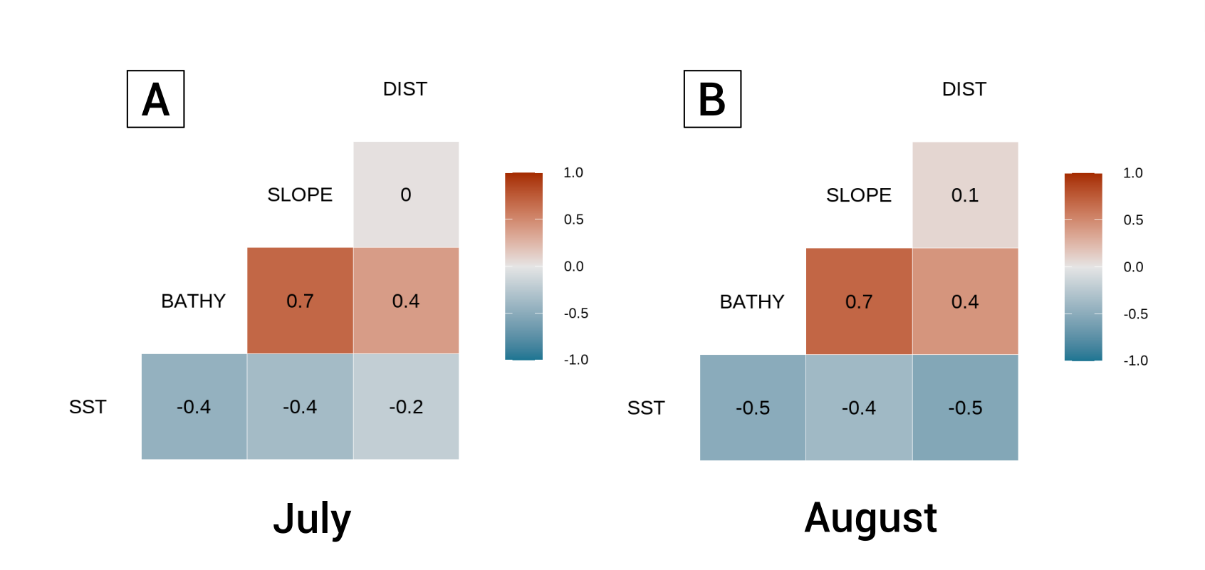 A
DIST
SLOPE
0
BATHY
0.7
0.4
SST
-0.4
-0.4
-0.2
1.0
0.5
0.0
-0.5
-1.0
July
B
DIST
SLOPE
0.1
BATHY
0.7
0.4
SST
-0.5
-0.4
-0.5
1.0
0.5
0.0
-0.5
-1.0
August